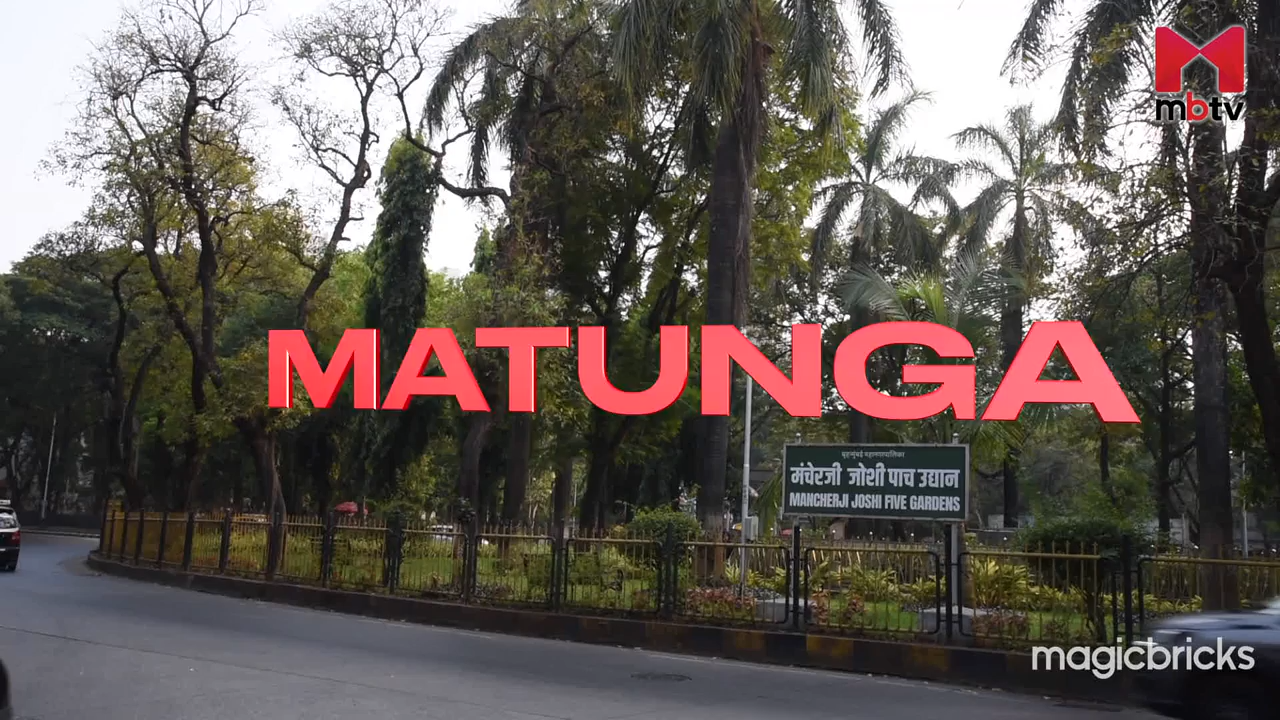 mbtv
MATUNGA
बृहन्मुंबई महानगरपालिका
मंचेरजी जोशी पाच उद्यान
MANCHERJI JOSHI FIVE GARDENS
magicbricks